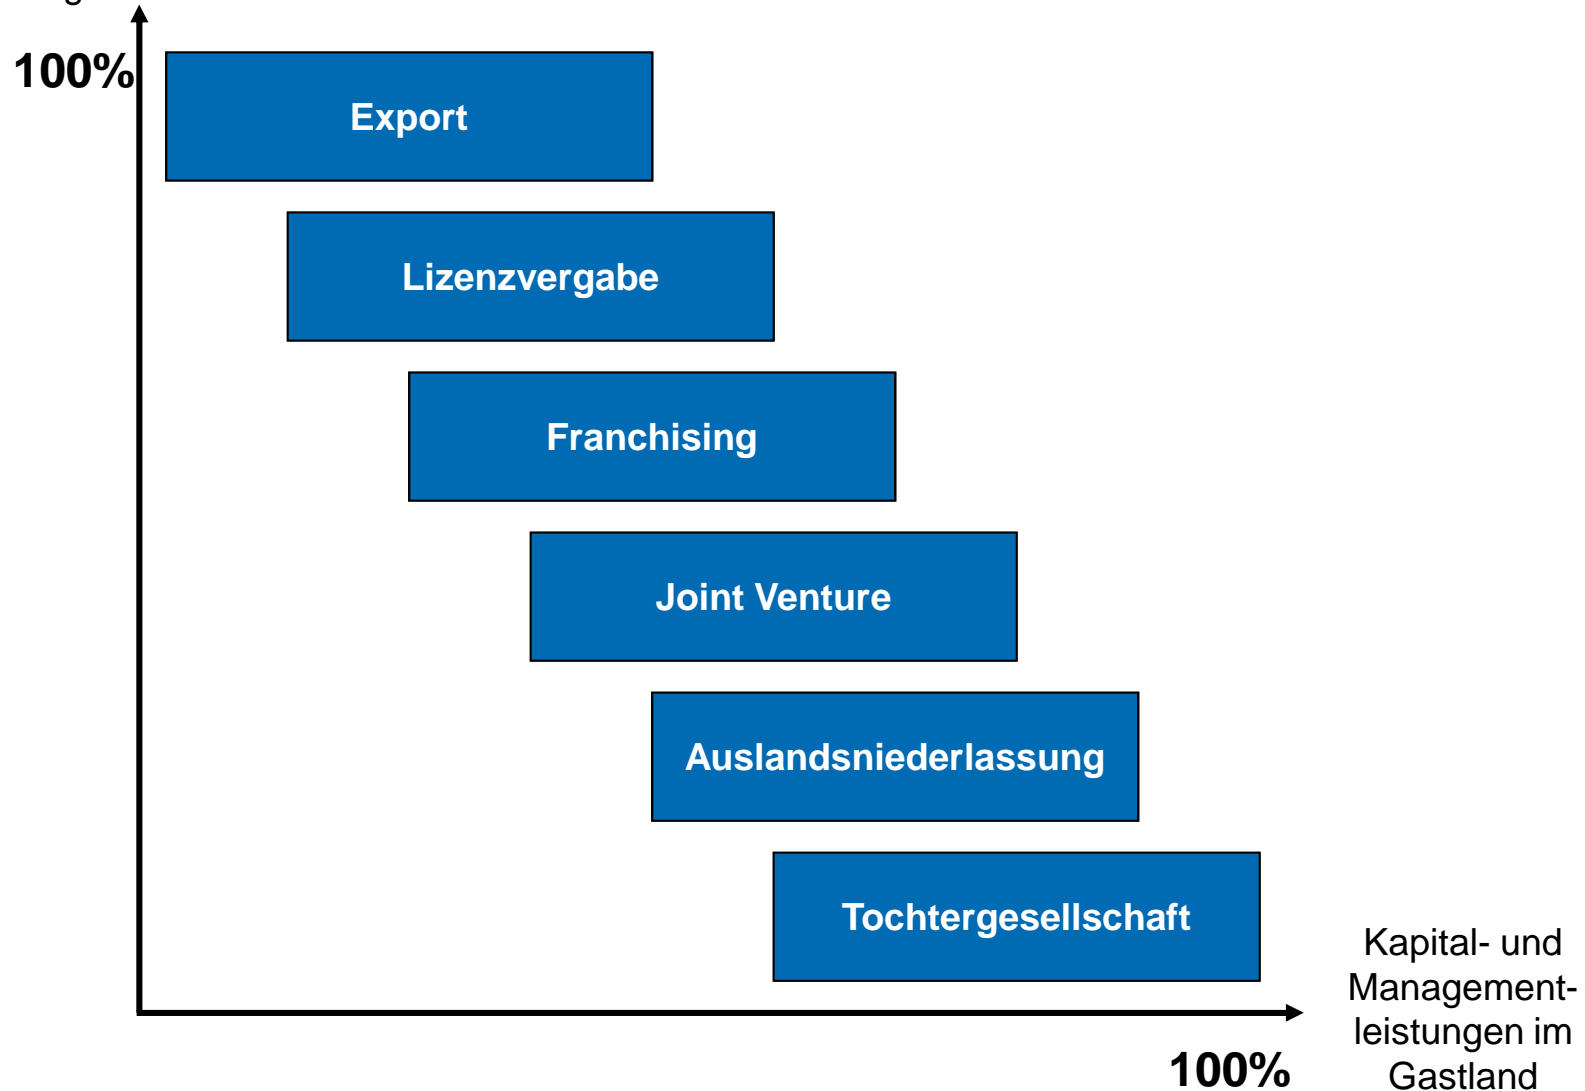 100%
Export
Lizenzvergabe
Franchising
Joint Venture
Auslandsniederlassung
Tochtergesellschaft
Kapital- und
Management-
leistungen im
Gastland
100%